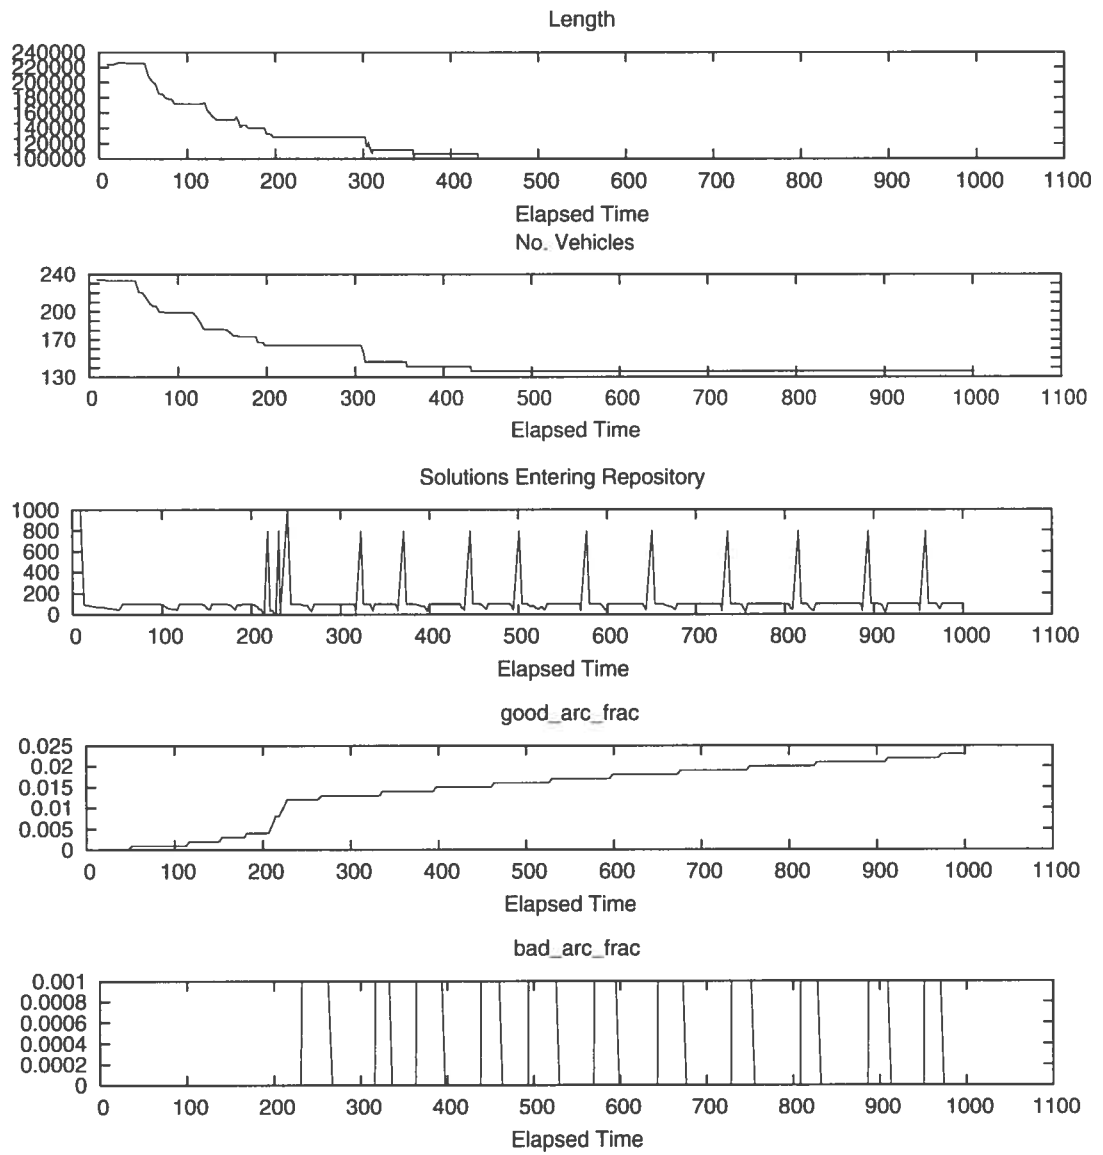 Length
240000
220000
200000
180000
160000
140000
120000
100000
0 100 200 300 400 500 600 700 800 900 1000 1100
Elapsed Time
No. Vehicles
240
200
170
130
0 100 200 300 400 500 600 700 800 900 1000 1100
Elapsed Time
Solutions Entering Repository
1000
800
600
400
200
0
0 100 200 300 400 500 600 700 800 900 1000 1100
Elapsed Time
good_arc_frac
0.025
0.02
0.015
0.01
0.005
0
0 100 200 300 400 500 600 700 800 900 1000 1100
Elapsed Time
bad_arc_frac
0.001
0.0008
0.0006
0.0004
0.0002
0
0 100 200 300 400 500 600 700 800 900 1000 1100
Elapsed Time